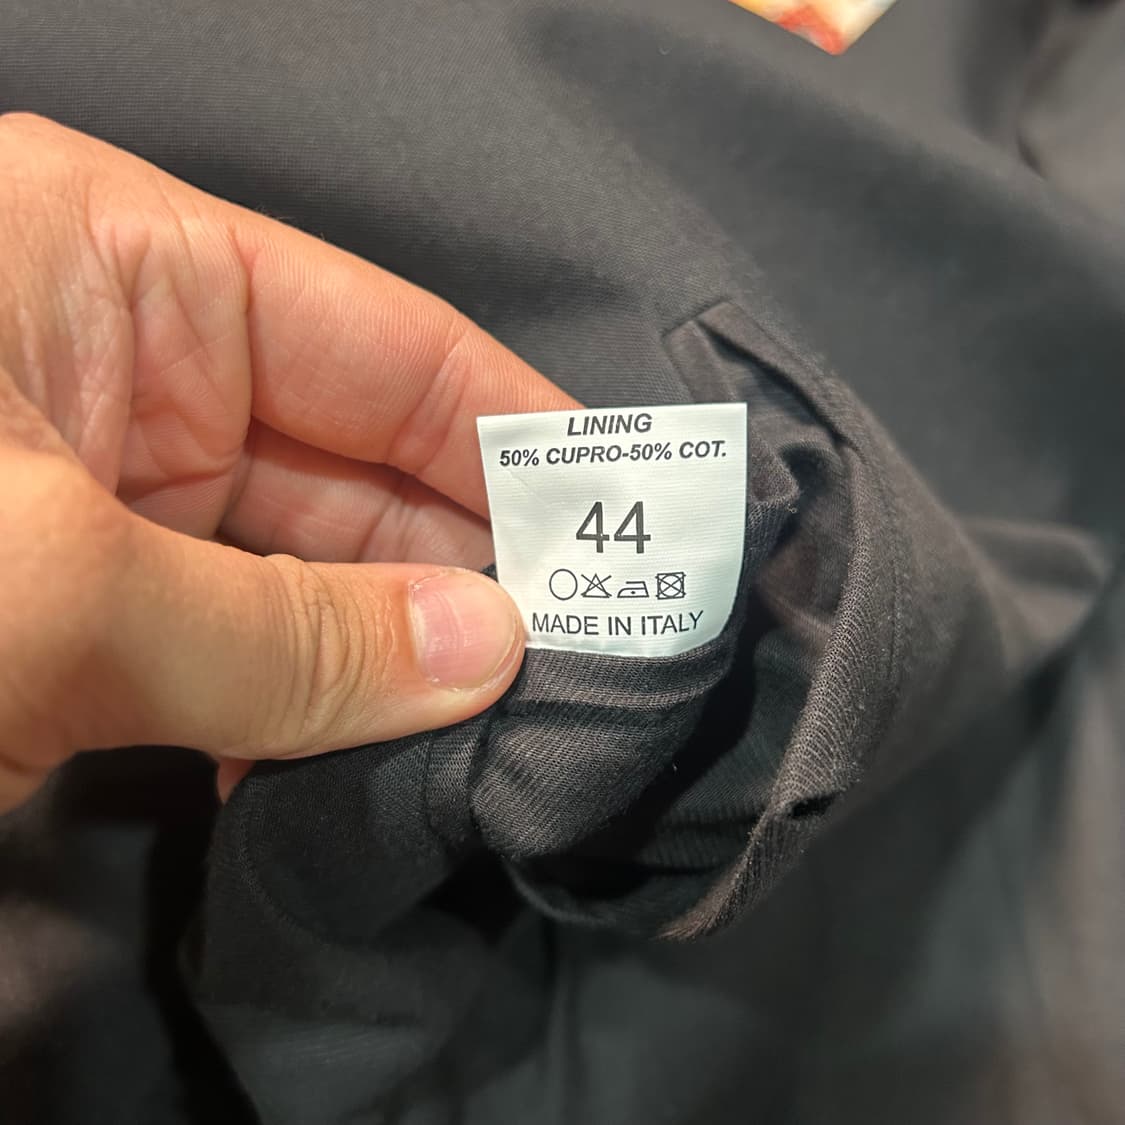 LINING
50% CUPRO-50% COT.
44
MADE IN ITALY